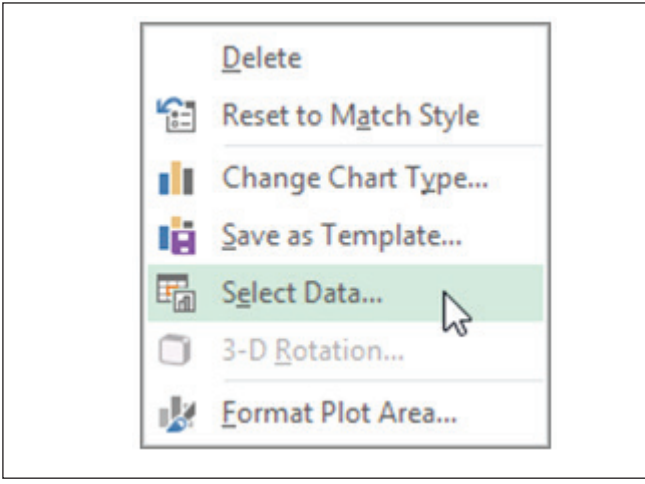 Delete
Reset to Match Style
Change Chart Type...
Save as Template...
Select Data...
3-D Rotation...
Format Plot Area...